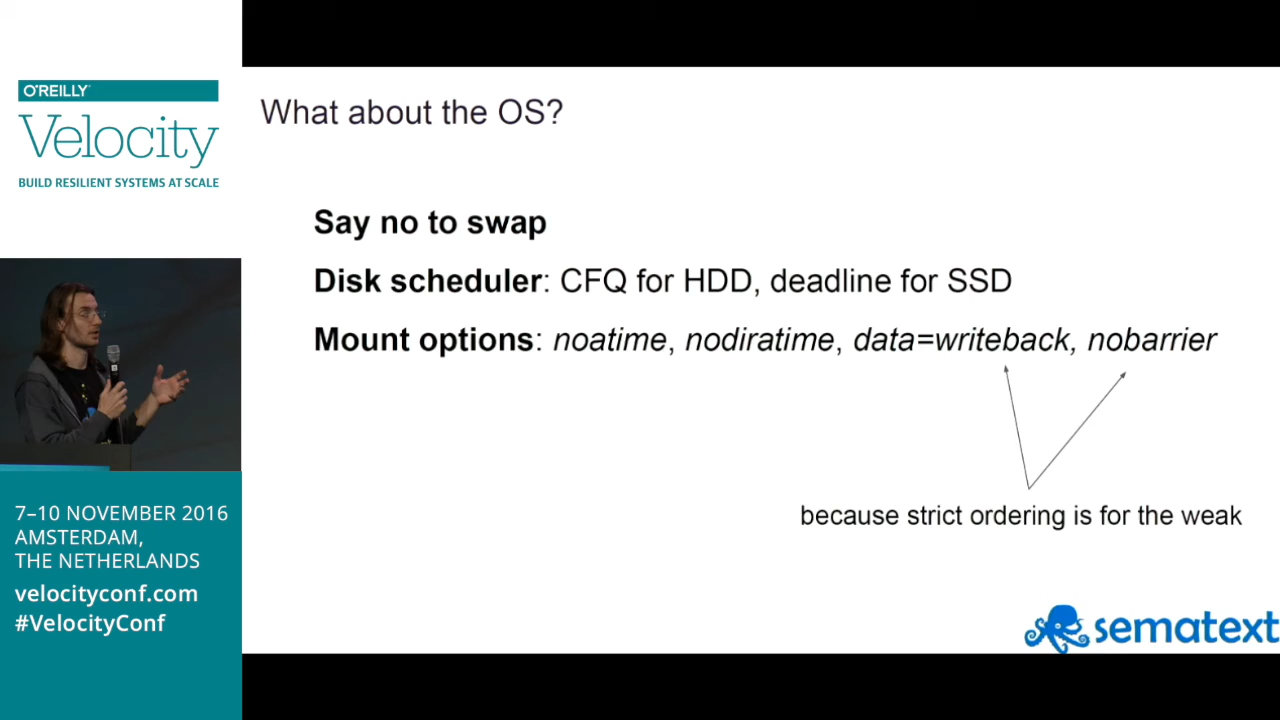 O'REILLY
Velocity
BUILD RESILIENT SYSTEMS AT SCALE
7–10 NOVEMBER 2016
AMSTERDAM,
THE NETHERLANDS
velocityconf.com
#VelocityConf
What about the OS?
Say no to swap
Disk scheduler: CFQ for HDD, deadline for SSD
Mount options: noatime, nodiratime, data=writeback, nobarrier
because strict ordering is for the weak
sematext